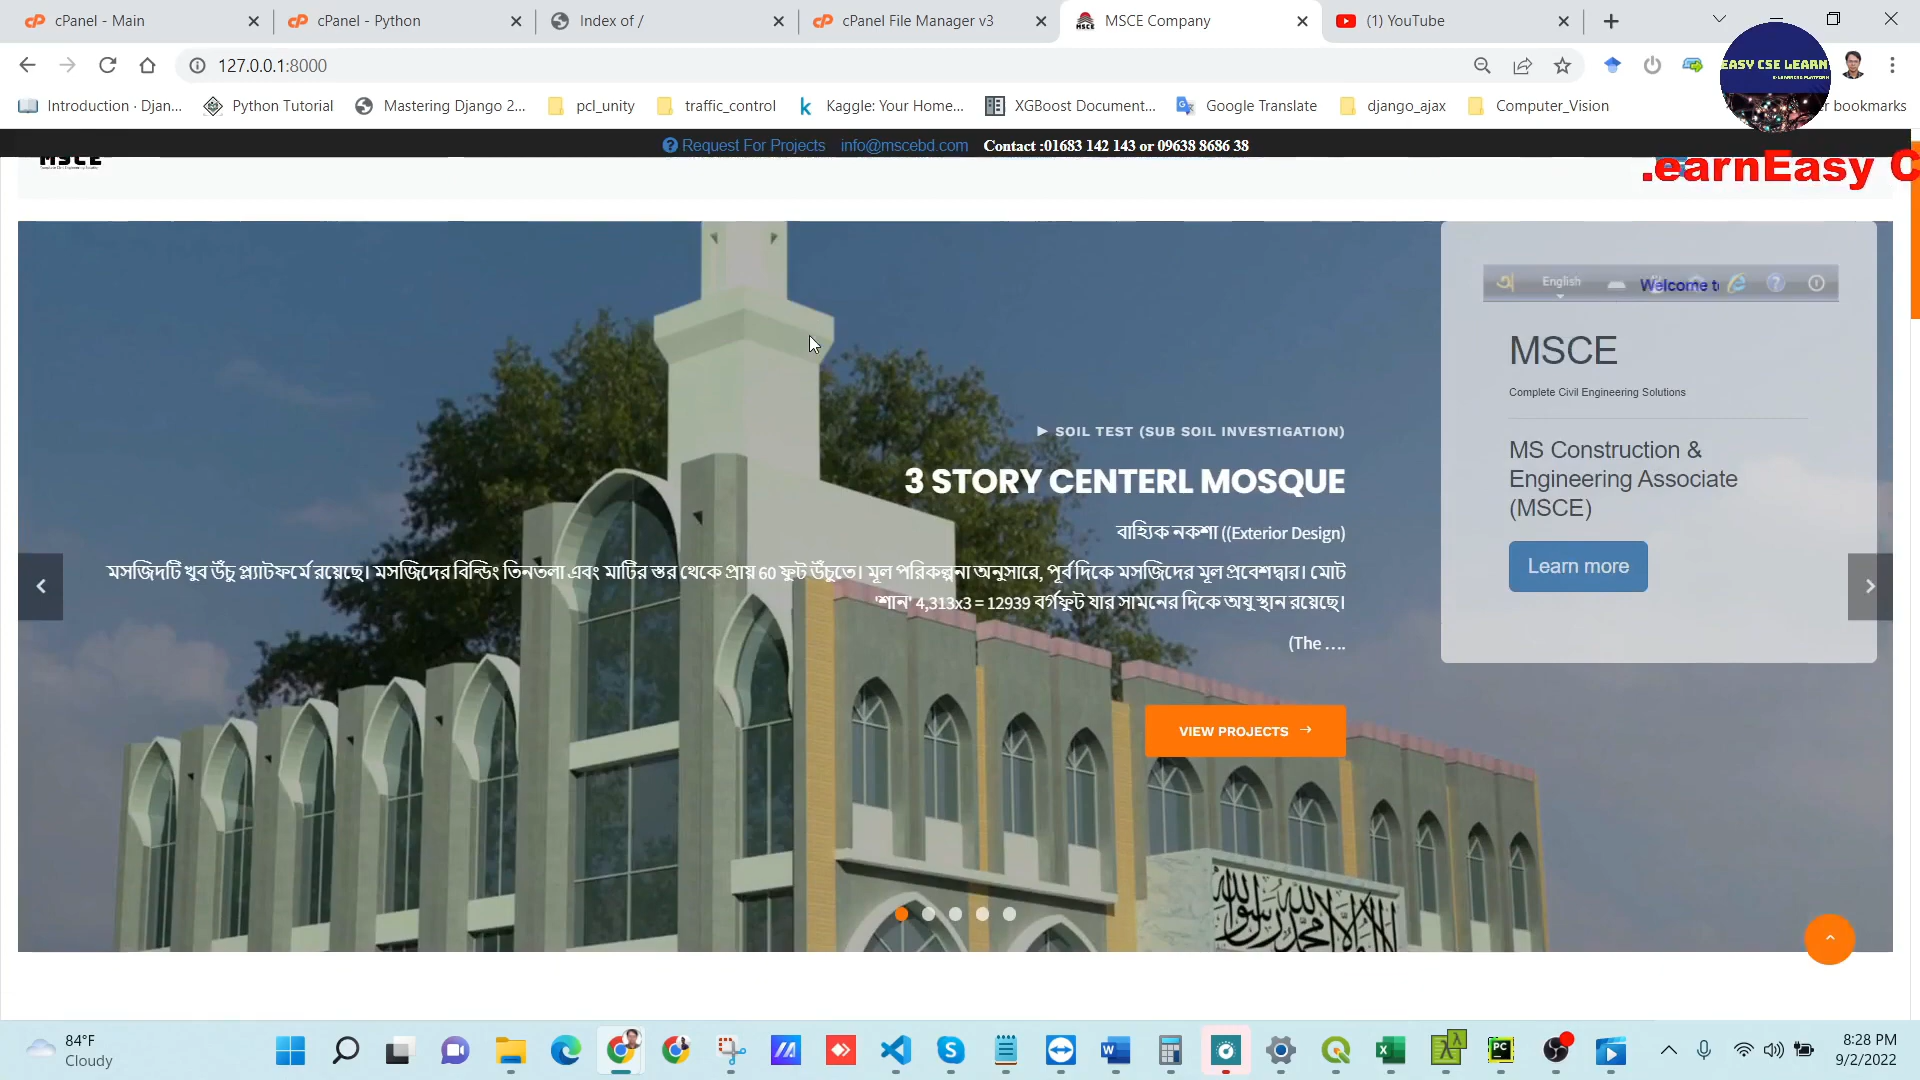 cPanel - Main
cPanel - Python
Index of /
cPanel File Manager v3
MSCE Company
(1) YouTube
127.0.0.1:8000
EASY CSE LEARN
E-LEARNING PLATFORM
Introduction · Djan...
Python Tutorial
Mastering Django 2...
pcl_unity
traffic_control
Kaggle: Your Home...
XGBoost Document...
Google Translate
django_ajax
Computer_Vision
r bookmarks
Request For Projects info@mscebd.com Contact :01683 142 143 or 09638 8686 38
MSCE
.earnEasy C
English
Welcome t
MSCE
Complete Civil Engineering Solutions
MS Construction &
Engineering Associate
(MSCE)
Learn more
SOIL TEST (SUB SOIL INVESTIGATION)
3 STORY CENTERL MOSQUE
বাহ্যিক নকশা ((Exterior Design)
মসজিদটি খুব উঁচু প্ল্যাটফর্মে রয়েছে। মসজিদের বিল্ডিং তিনতলা এবং মাটির স্তর থেকে প্রায় 60 ফুট উঁচুতে। মূল পরিকল্পনা অনুসারে, পূর্ব দিকে মসজিদের মূল প্রবেশদ্বার। মোট
'শান' 4,313x3 = 12939 বর্গফুট যার সামনের দিকে অযু স্থান রয়েছে।
(The ....
VIEW PROJECTS
84°F
Cloudy
8:28 PM
9/2/2022